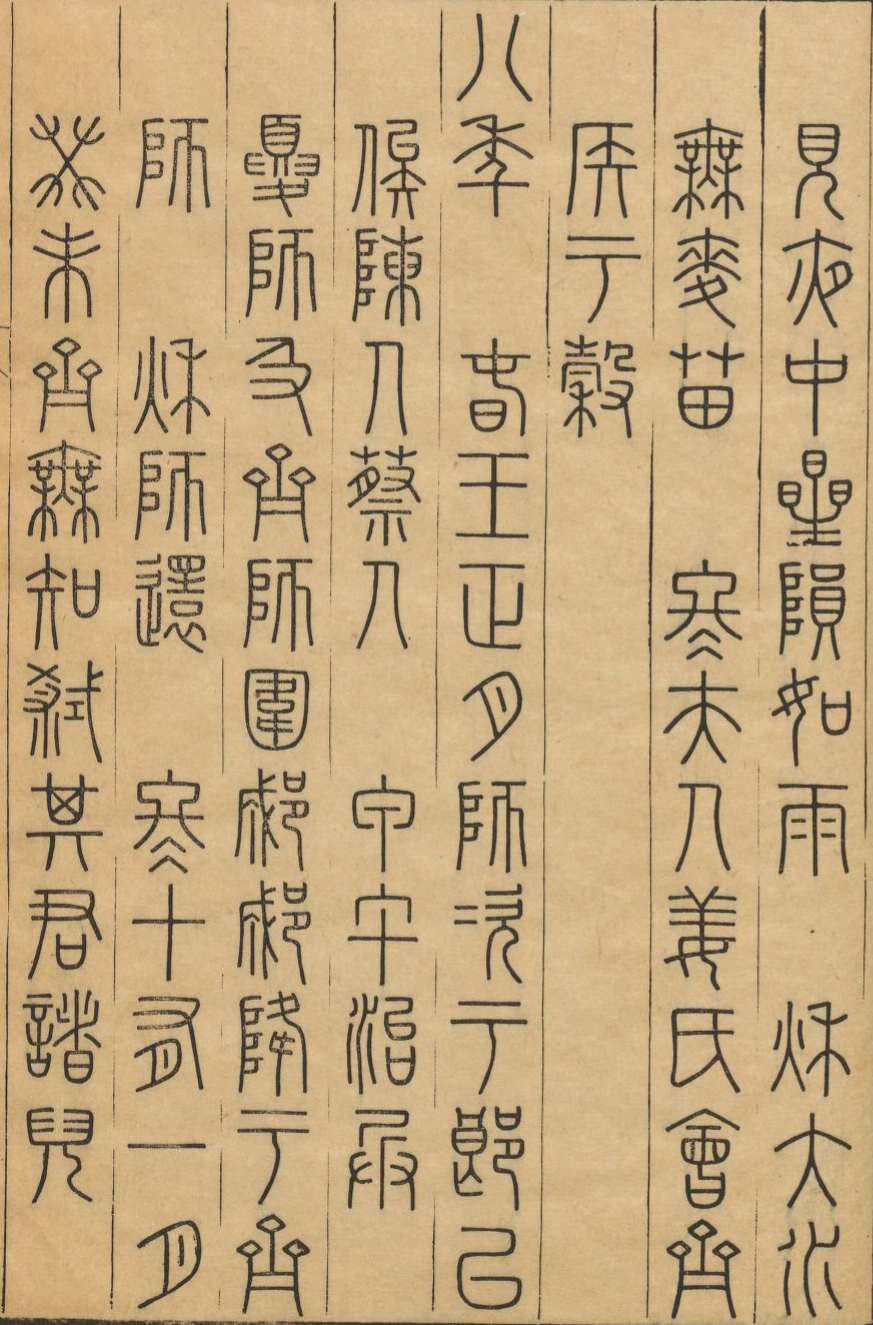 見夜中星隕如雨　秋大水
無麥苗　冬夫人姜氏會齊
侯于穀
八年　春王正月師次于郎以
俟陳人蔡人　甲午治兵
夏師及齊師圍郕郕降于齊
師　秋師還　冬十有一月
癸未齊無知弒其君諸兒